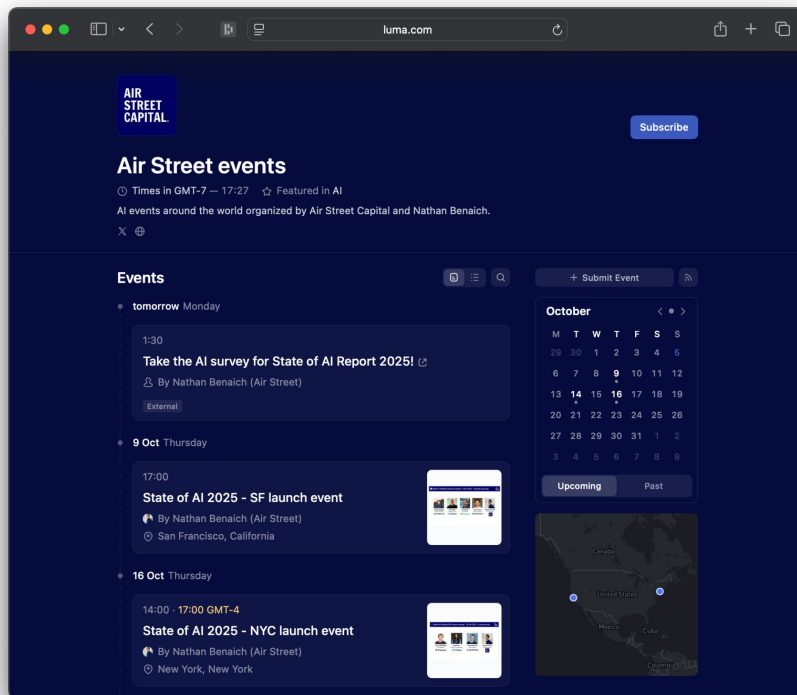 luma.com
AIR
STREET
CAPITAL.
Subscribe
Air Street events
Times in GMT-7 — 17:27 Featured in AI
AI events around the world organized by Air Street Capital and Nathan Benaich.
Events
+ Submit Event
tomorrow Monday
1:30
Take the AI survey for State of AI Report 2025!
By Nathan Benaich (Air Street)
External
9 Oct Thursday
17:00
State of AI 2025 - SF launch event
By Nathan Benaich (Air Street)
San Francisco, California
16 Oct Thursday
14:00 · 17:00 GMT-4
State of AI 2025 - NYC launch event
By Nathan Benaich (Air Street)
New York, New York
October
M T W T F S S
29 30 1 2 3 4 5
6 7 8 9 10 11 12
13 14 15 16 17 18 19
20 21 22 23 24 25 26
27 28 29 30 31 1 2
3 4 5 6 7 8 9
Upcoming Past
Canada
United States
Mexico
Cuba
Colombia